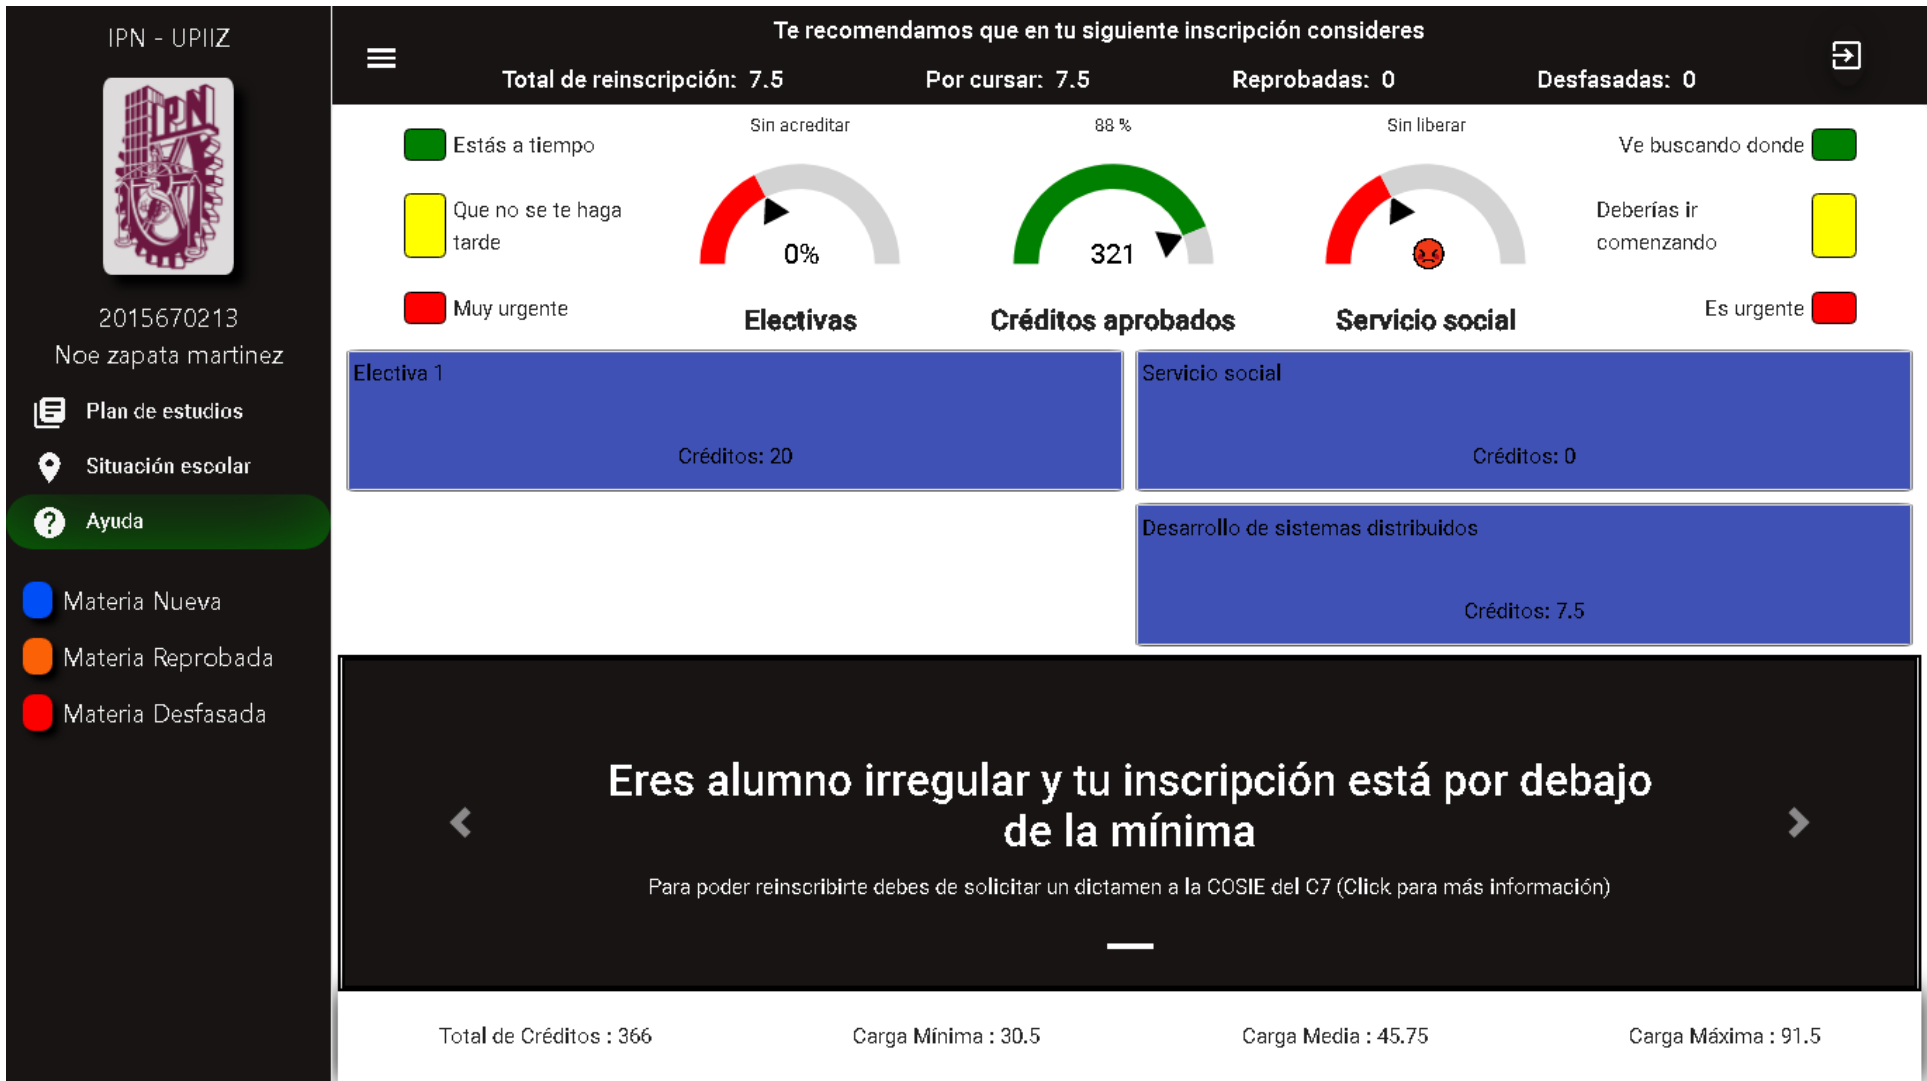 IPN - UPIIZ
IPN
2015670213
Noe zapata martinez
Plan de estudios
Situación escolar
Ayuda
Materia Nueva
Materia Reprobada
Materia Desfasada
Te recomendamos que en tu siguiente inscripción consideres
Total de reinscripción: 7.5 Por cursar: 7.5 Reprobadas: 0 Desfasadas: 0
Estás a tiempo
Que no se te haga
tarde
Muy urgente
Sin acreditar
0%
Electivas
88 %
321
Créditos aprobados
Sin liberar
Servicio social
Ve buscando donde
Deberías ir
comenzando
Es urgente
Electiva 1
Créditos: 20
Servicio social
Créditos: 0
Desarrollo de sistemas distribuidos
Créditos: 7.5
Eres alumno irregular y tu inscripción está por debajo
de la mínima
Para poder reinscribirte debes de solicitar un dictamen a la COSIE del C7 (Click para más información)
Total de Créditos : 366 Carga Mínima : 30.5 Carga Media : 45.75 Carga Máxima : 91.5